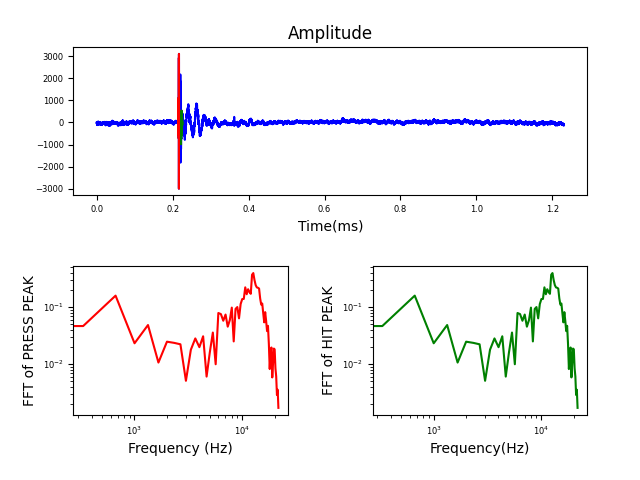 Amplitude
3000
2000
1000
0
−1000
−2000
−3000
0.0 0.2 0.4 0.6 0.8 1.0 1.2
Time(ms)
FFT of PRESS PEAK
10⁻¹
10⁻²
10³ 10⁴
Frequency (Hz)
FFT of HIT PEAK
10⁻¹
10⁻²
10³ 10⁴
Frequency(Hz)